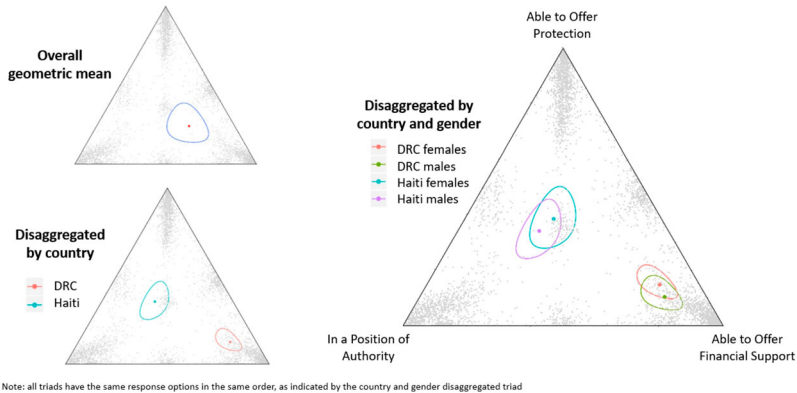 Overall
geometric mean
Disaggregated
by country
DRC
Haiti
Able to Offer
Protection
Disaggregated by
country and gender
DRC females
DRC males
Haiti females
Haiti males
In a Position of
Authority
Able to Offer
Financial Support
Note: all triads have the same response options in the same order, as indicated by the country and gender disaggregated triad